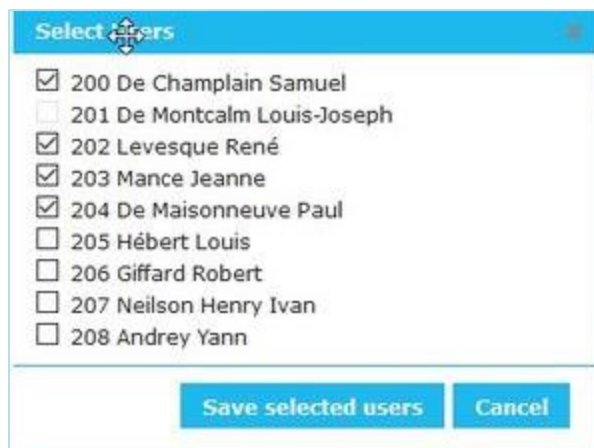 Select Users
200 De Champlain Samuel
201 De Montcalm Louis-Joseph
202 Levesque René
203 Mance Jeanne
204 De Maisonneuve Paul
205 Hébert Louis
206 Giffard Robert
207 Neilson Henry Ivan
208 Andrey Yann
Save selected users Cancel